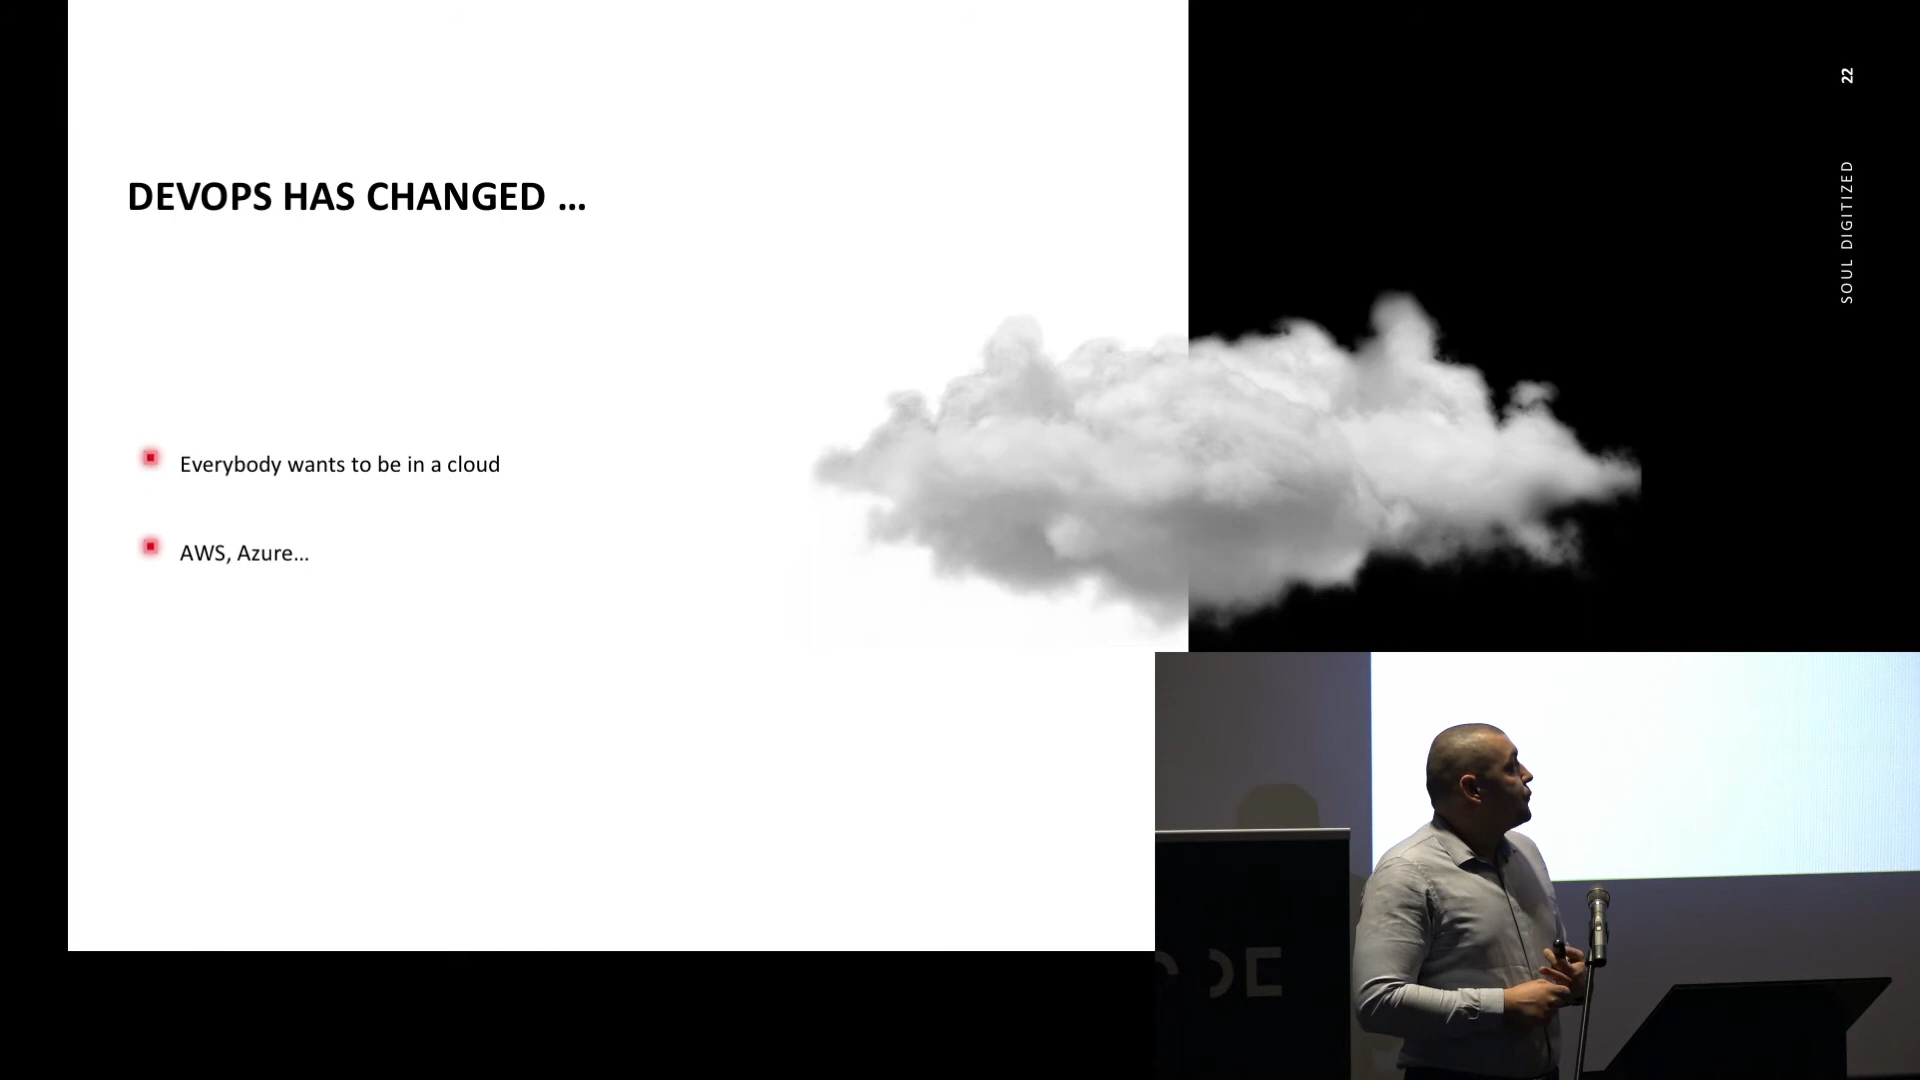 DEVOPS HAS CHANGED ...
Everybody wants to be in a cloud
AWS, Azure...
22
SOUL DIGITIZED